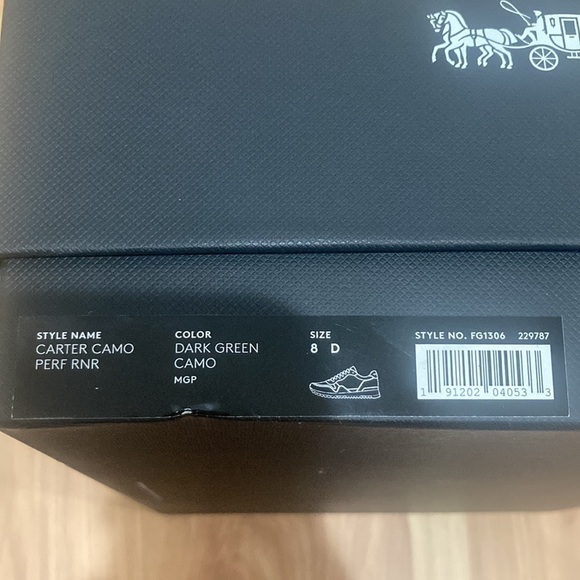 STYLE NAME
CARTER CAMO
PERF RNR
COLOR
DARK GREEN
CAMO
MGP
SIZE
8 D
STYLE NO. FG1306 229787
1 91202 04053 3